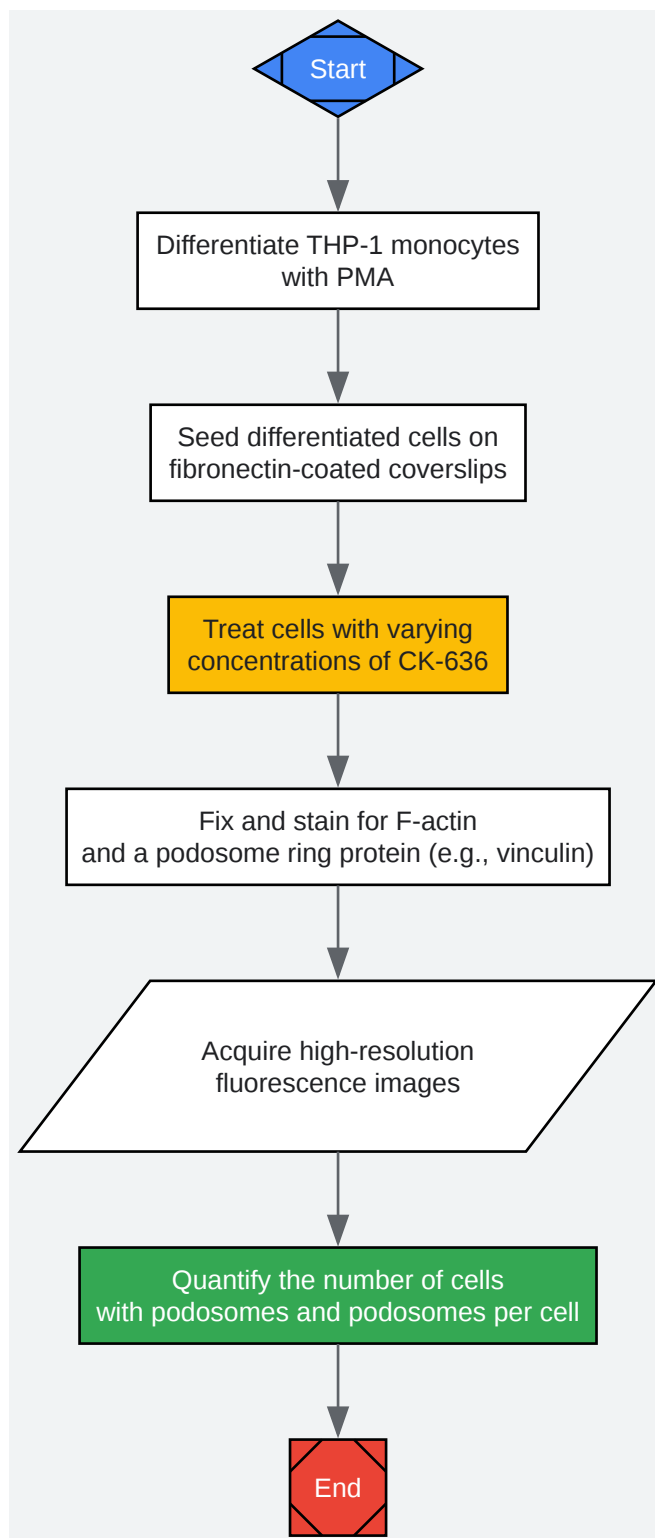 Start
Differentiate THP-1 monocytes
with PMA
Seed differentiated cells on
fibronectin-coated coverslips
Treat cells with varying
concentrations of CK-636
Fix and stain for F-actin
and a podosome ring protein (e.g., vinculin)
Acquire high-resolution
fluorescence images
Quantify the number of cells
with podosomes and podosomes per cell
End